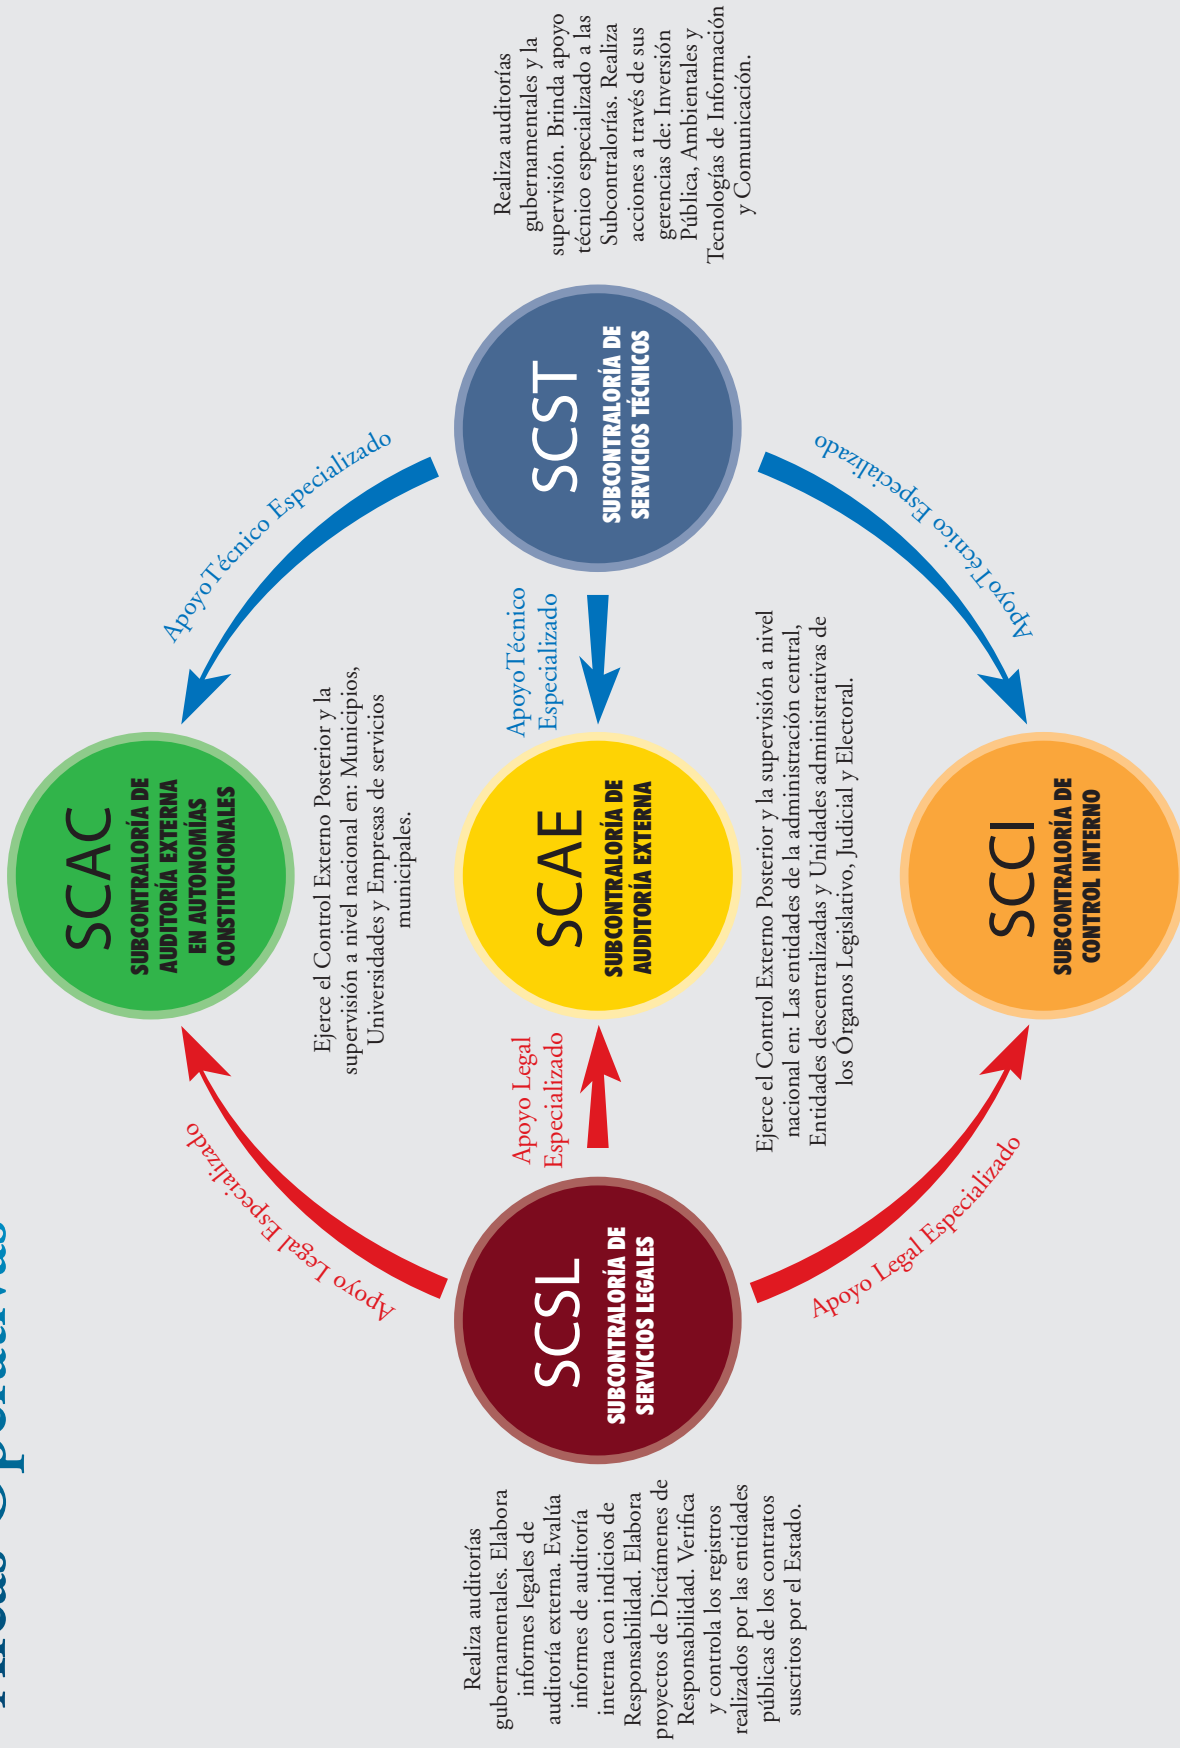 Áreas Operativas
SCAC
SUBCONTRALORÍA DE
AUDITORÍA EXTERNA
EN AUTONOMÍAS
CONSTITUCIONALES
Apoyo Legal Especializado
ApoyoTécnico Especializado
Ejerce el Control Externo Posterior y la
supervisión a nivel nacional en: Municipios,
Universidades y Empresas de servicios
municipales.
Realiza auditorías
gubernamentales. Elabora
informes legales de
auditoría externa. Evalúa
informes de auditoría
interna con indicios de
Responsabilidad. Elabora
proyectos de Dictámenes de
Responsabilidad. Verifica
y controla los registros
realizados por las entidades
públicas de los contratos
suscritos por el Estado.
SCSL
SUBCONTRALORÍA DE
SERVICIOS LEGALES
Apoyo Legal
Especializado
SCAE
SUBCONTRALORÍA DE
AUDITORÍA EXTERNA
ApoyoTécnico
Especializado
SCST
SUBCONTRALORÍA DE
SERVICIOS TÉCNICOS
Realiza auditorías
gubernamentales y la
supervisión. Brinda apoyo
técnico especializado a las
Subcontralorías. Realiza
acciones a través de sus
gerencias de: Inversión
Pública, Ambientales y
Tecnologías de Información
y Comunicación.
Ejerce el Control Externo Posterior y la supervisión a nivel
nacional en: Las entidades de la administración central,
Entidades descentralizadas y Unidades administrativas de
los Órganos Legislativo, Judicial y Electoral.
Apoyo Legal Especializado
ApoyoTécnico Especializado
SCCI
SUBCONTRALORÍA DE
CONTROL INTERNO